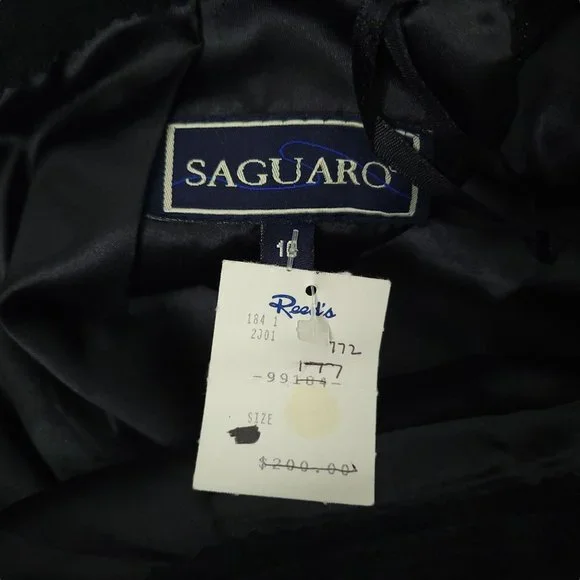 SAGUARO
Reed's
184 1
2301
772
177
-99184-
SIZE
$200.00